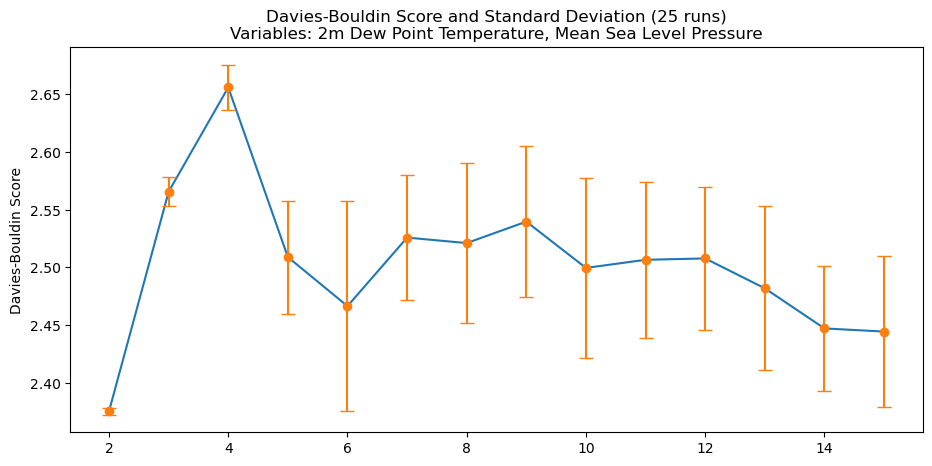 Davies-Bouldin Score and Standard Deviation (25 runs)
Variables: 2m Dew Point Temperature, Mean Sea Level Pressure
Davies-Bouldin Score
2.65
2.60
2.55
2.50
2.45
2.40
2 4 6 8 10 12 14